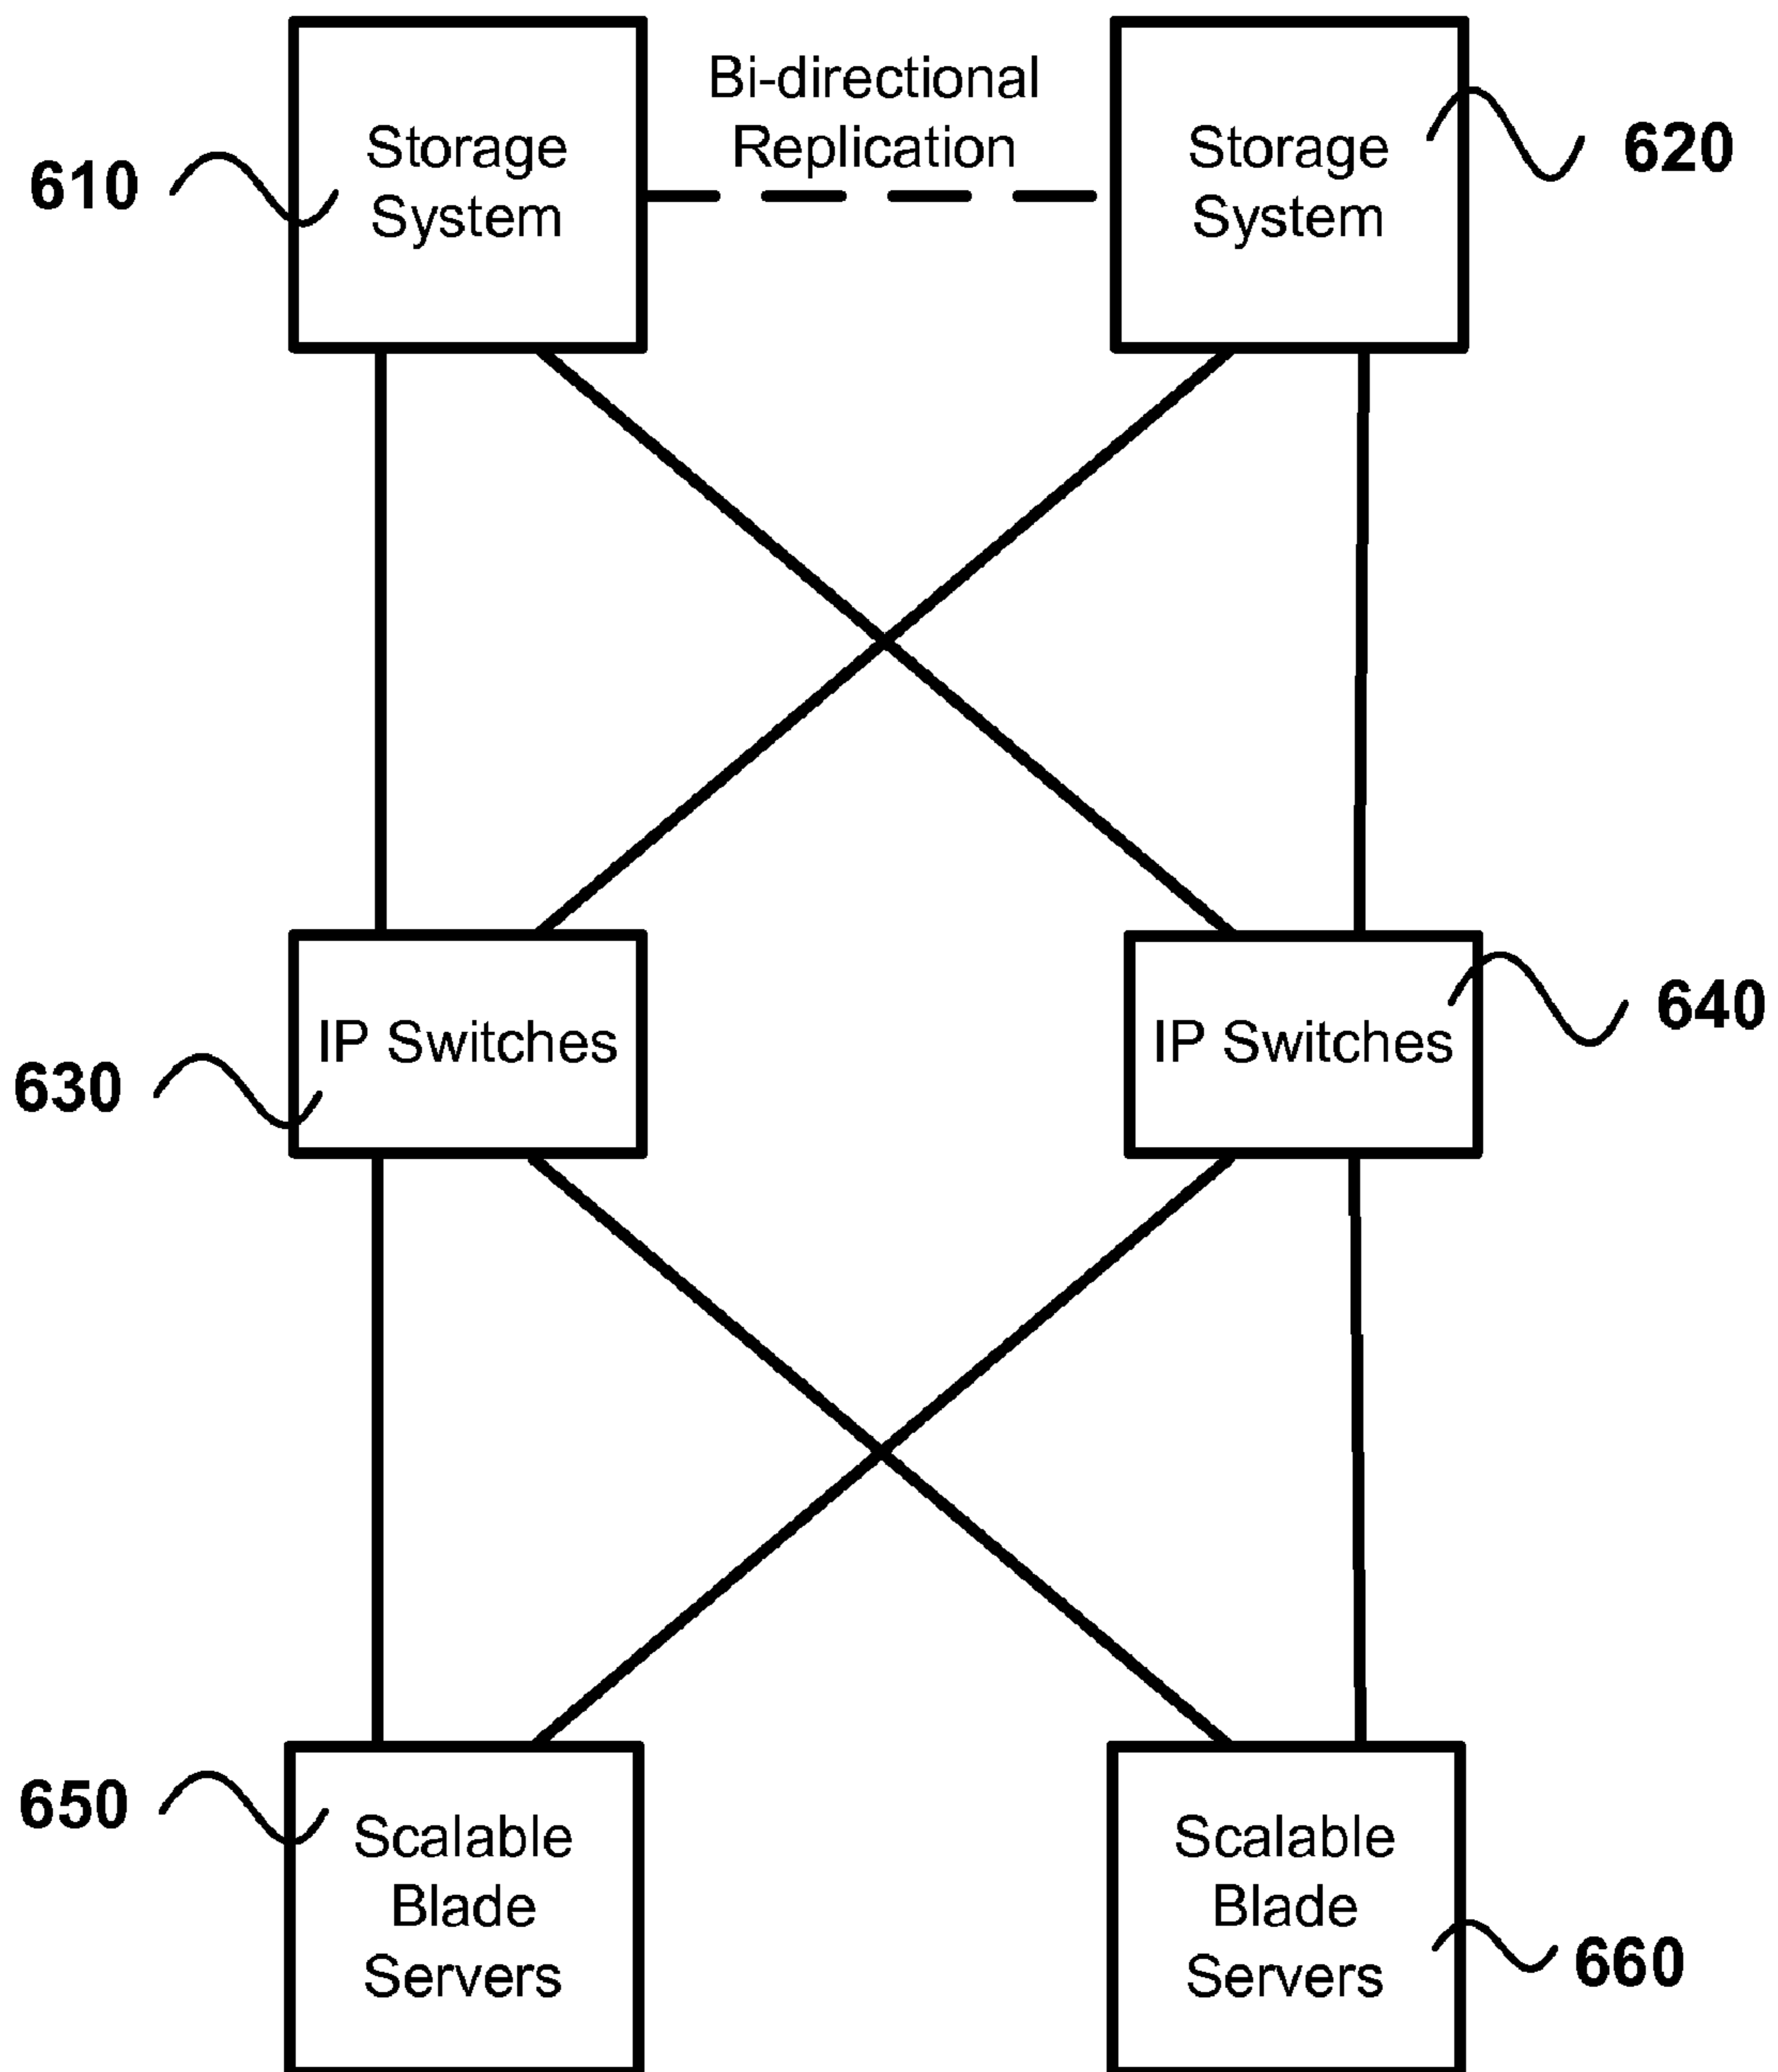 Bi-directional
Replication
Storage
System
Storage
System
610
620
IP Switches
IP Switches
630
640
Scalable
Blade
Servers
Scalable
Blade
Servers
650
660